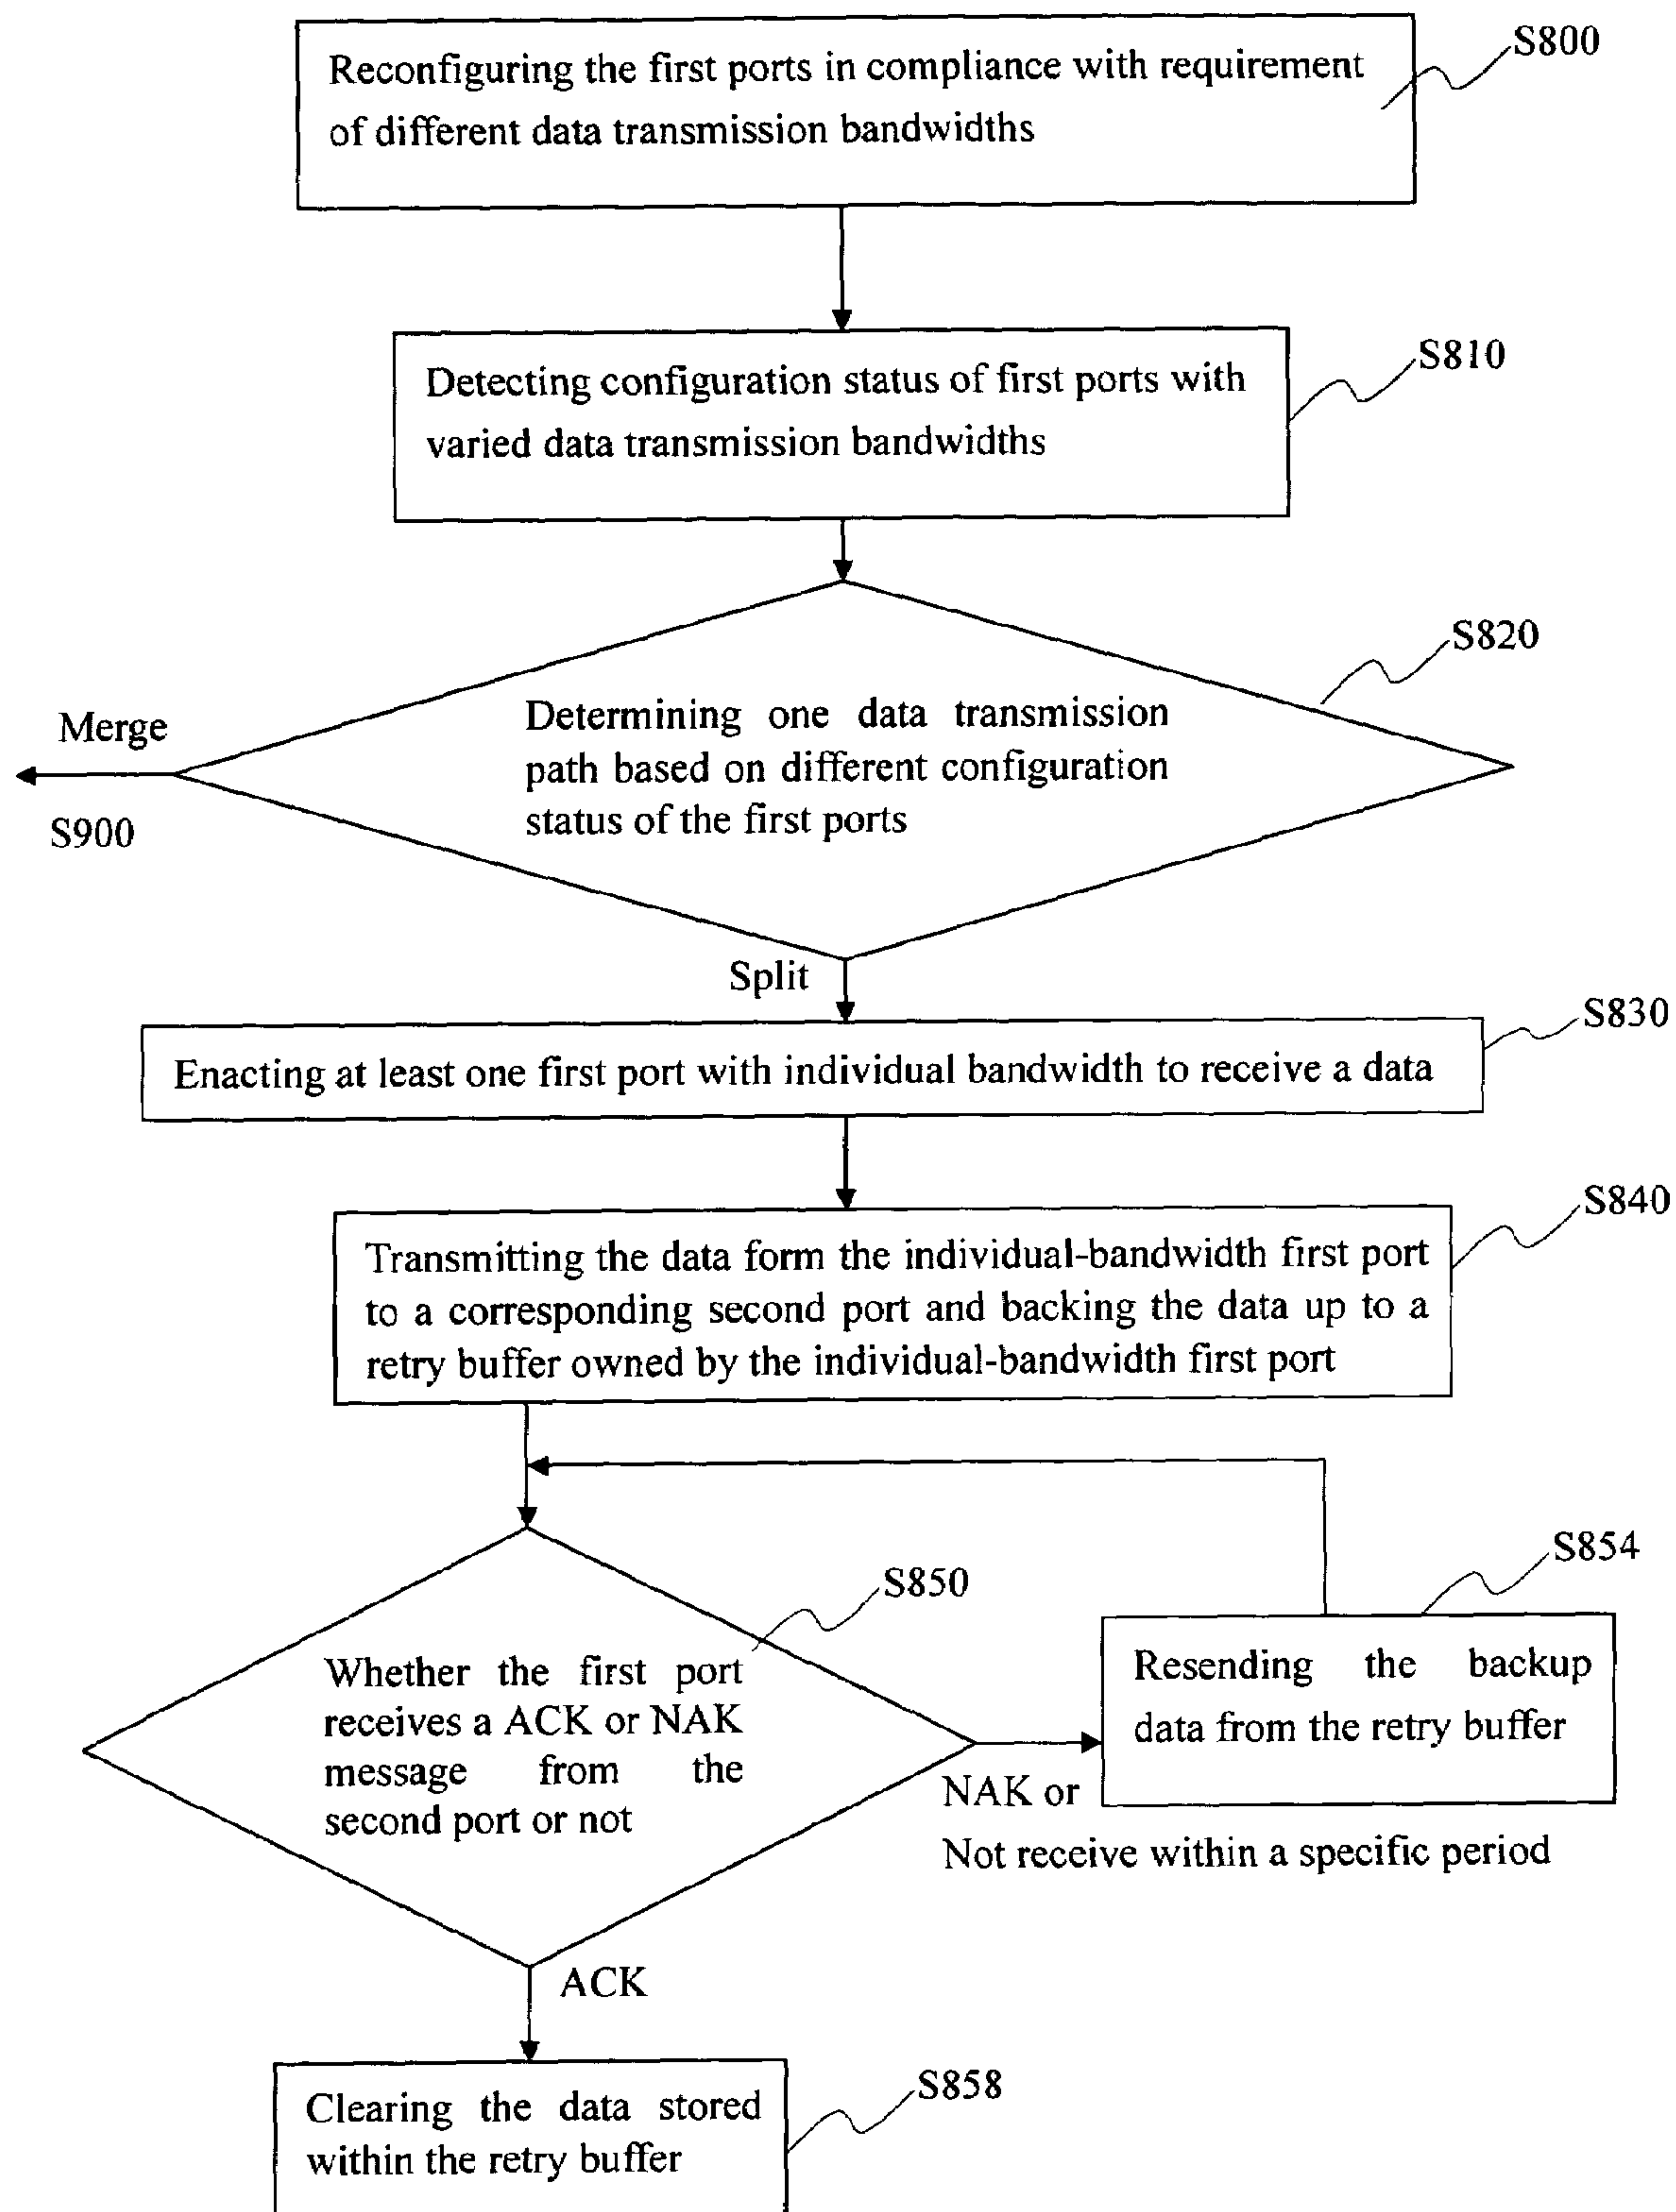 S800
Reconfiguring the first ports in compliance with requirement
of different data transmission bandwidths
S810
Detecting configuration status of first ports with
varied data transmission bandwidths
S820
Merge
S900
Determining one data transmission
path based on different configuration
status of the first ports
Split
S830
Enacting at least one first port with individual bandwidth to receive a data
S840
Transmitting the data form the individual-bandwidth first port
to a corresponding second port and backing the data up to a
retry buffer owned by the individual-bandwidth first port
S850
Whether the first port
receives a ACK or NAK
message from the
second port or not
S854
Resending the backup
data from the retry buffer
NAK or
Not receive within a specific period
ACK
S858
Clearing the data stored
within the retry buffer